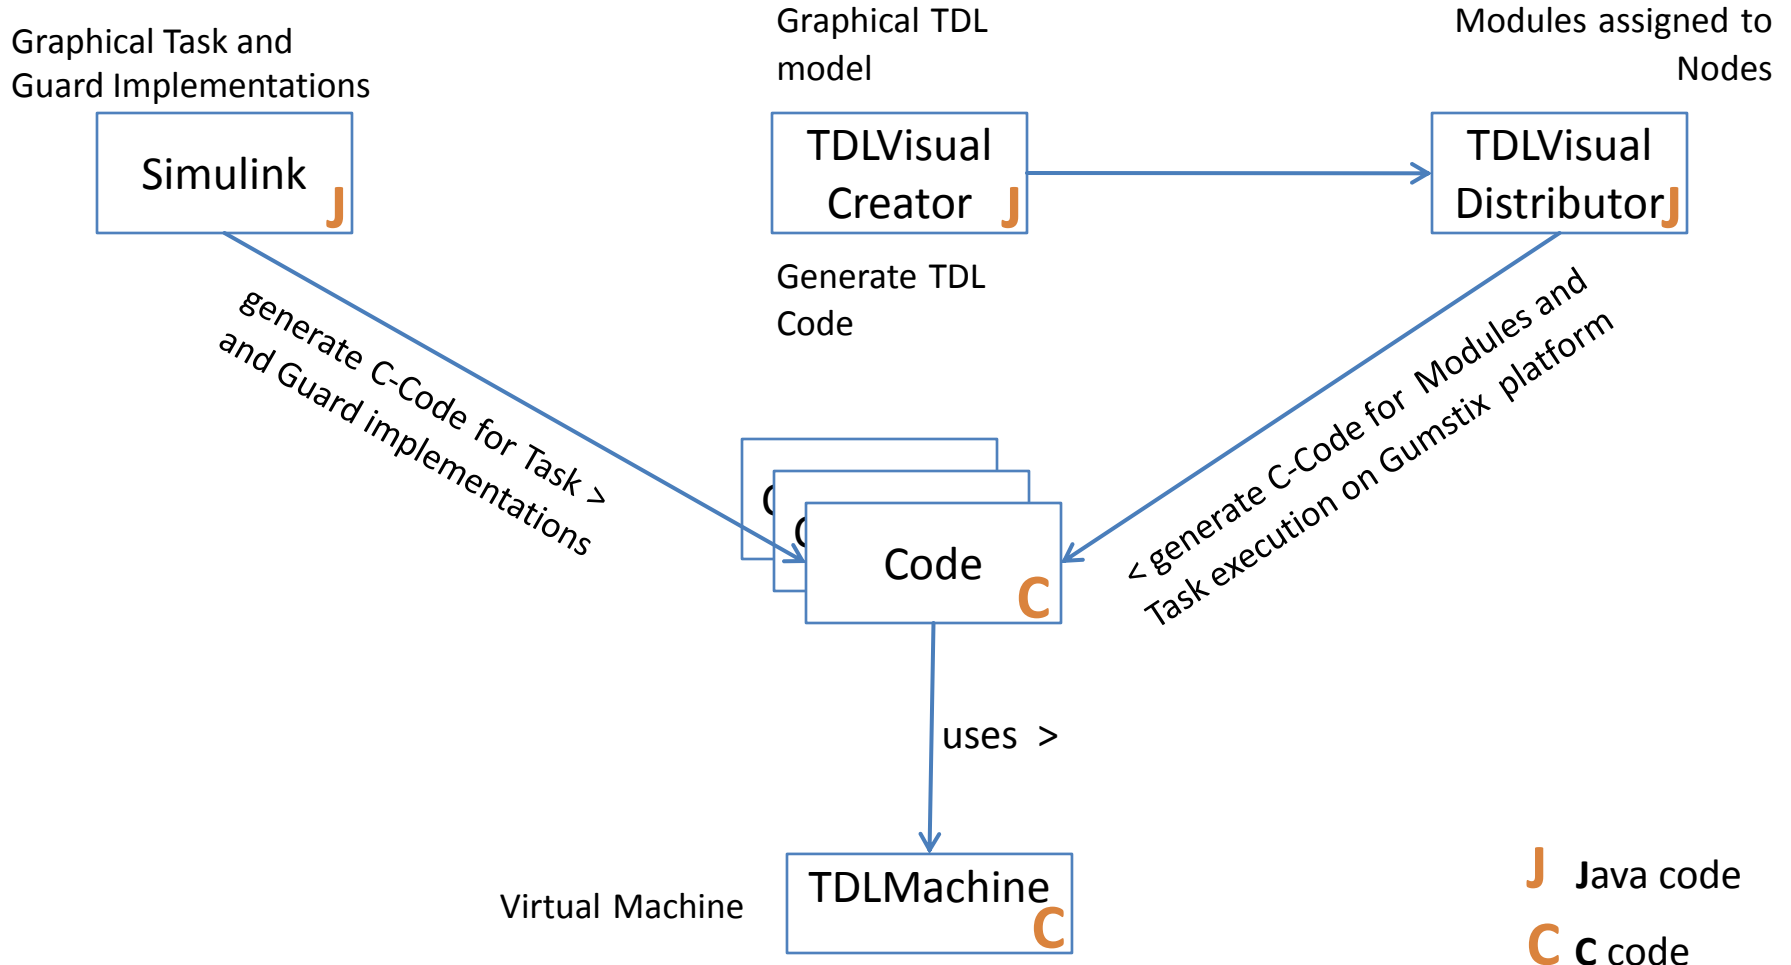 Graphical Task and
Guard Implementations
Graphical TDL
model
Modules assigned to
Nodes
Simulink
J
TDLVisual
Creator
J
TDLVisual
Distributor
J
Generate TDL
Code
generate C-Code for Task >
and Guard implementations
< generate C-Code for Modules and
Task execution on Gumstix platform
C
C
Code
C
uses >
Virtual Machine
TDLMachine
C
J Java code
C C code